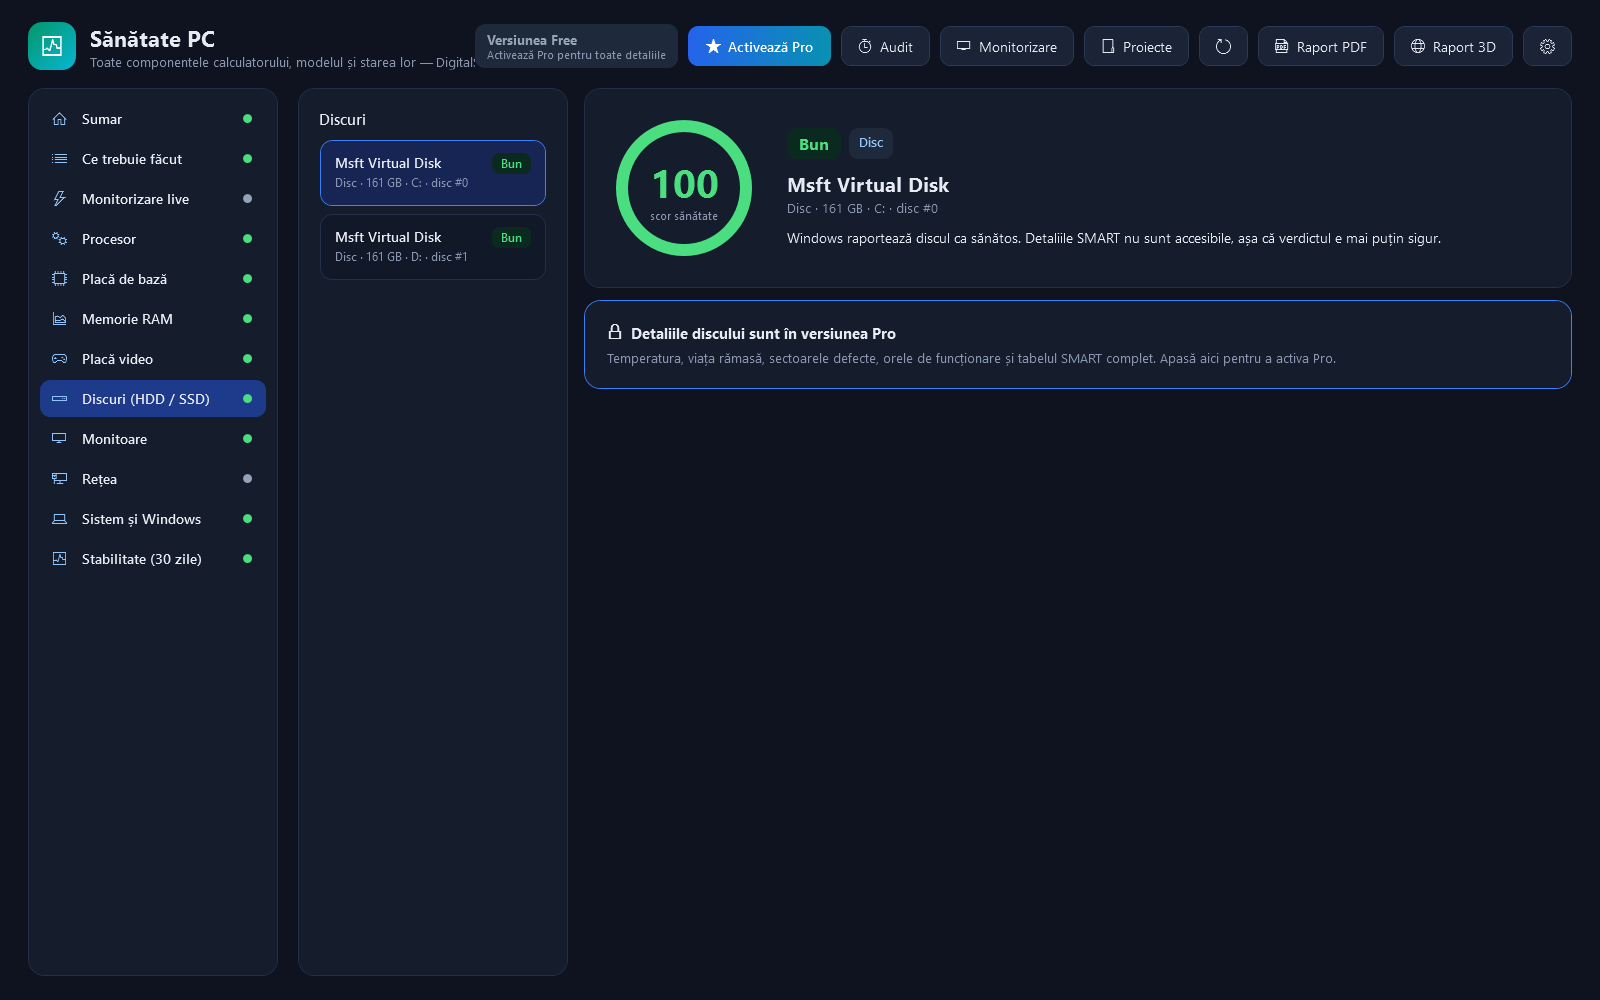 Sănătate PC
Toate componentele calculatorului, modelul și starea lor — Digital
Versiunea Free
Activează Pro pentru toate detaliile
Activează Pro
Audit
Monitorizare
Proiecte
Raport PDF
Raport 3D
Sumar
Ce trebuie făcut
Monitorizare live
Procesor
Placă de bază
Memorie RAM
Placă video
Discuri (HDD / SSD)
Monitoare
Rețea
Sistem și Windows
Stabilitate (30 zile)
Discuri
Msft Virtual Disk
Bun
Disc · 161 GB · C: · disc #0
Msft Virtual Disk
Bun
Disc · 161 GB · D: · disc #1
100
scor sănătate
Bun
Disc
Msft Virtual Disk
Disc · 161 GB · C: · disc #0
Windows raportează discul ca sănătos. Detaliile SMART nu sunt accesibile, așa că verdictul e mai puțin sigur.
Detaliile discului sunt în versiunea Pro
Temperatura, viața rămasă, sectoarele defecte, orele de funcționare și tabelul SMART complet. Apasă aici pentru a activa Pro.